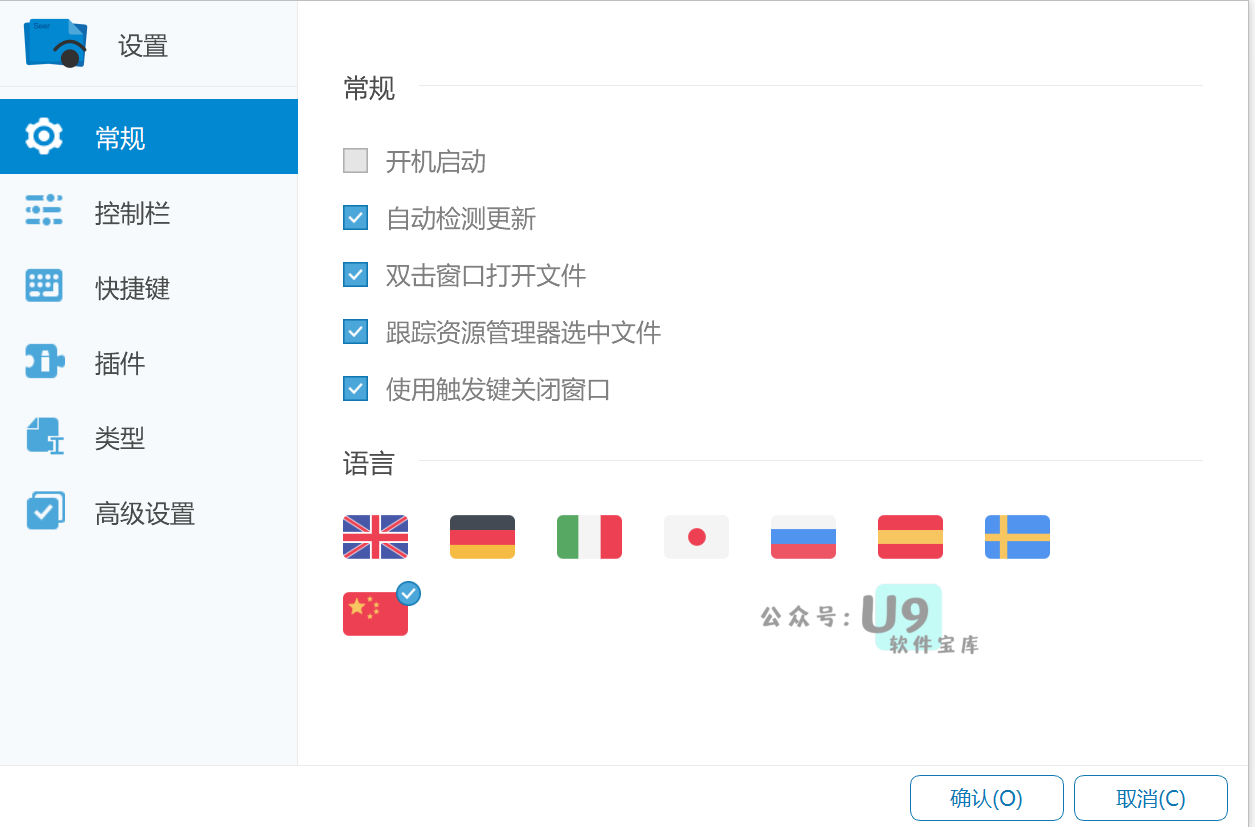 Seer
设置
常规
控制栏
快捷键
插件
类型
高级设置
常规
开机启动
自动检测更新
双击窗口打开文件
跟踪资源管理器选中文件
使用触发键关闭窗口
语言
公众号：U9
软件宝库
确认(O)
取消(C)